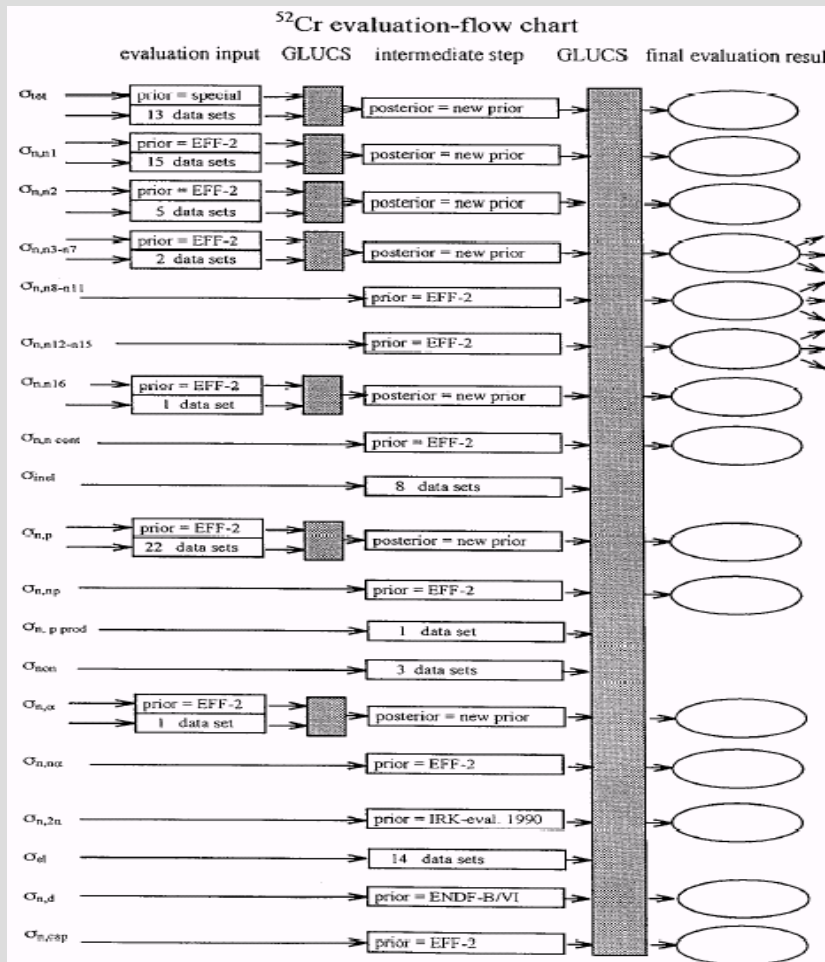 ⁵²Cr evaluation-flow chart
evaluation input GLUCS intermediate step GLUCS final evaluation resul
σtot prior = special
13 data sets posterior = new prior
σn,n1 prior = EFF-2
15 data sets posterior = new prior
σn,n2 prior = EFF-2
5 data sets posterior = new prior
σn,n3-n7 prior = EFF-2
2 data sets posterior = new prior
σn,n8-n11 prior = EFF-2
σn,n12-n15 prior = EFF-2
σn,n16 prior = EFF-2
1 data set posterior = new prior
σn,n cont prior = EFF-2
σinel 8 data sets
σn,p prior = EFF-2
22 data sets posterior = new prior
σn,np prior = EFF-2
σn, p prod 1 data set
σnon 3 data sets
σn,α prior = EFF-2
1 data set posterior = new prior
σn,nα prior = EFF-2
σn,2n prior = IRK-eval. 1990
σel 14 data sets
σn,d prior = ENDF-B/VI
σn,cap prior = EFF-2